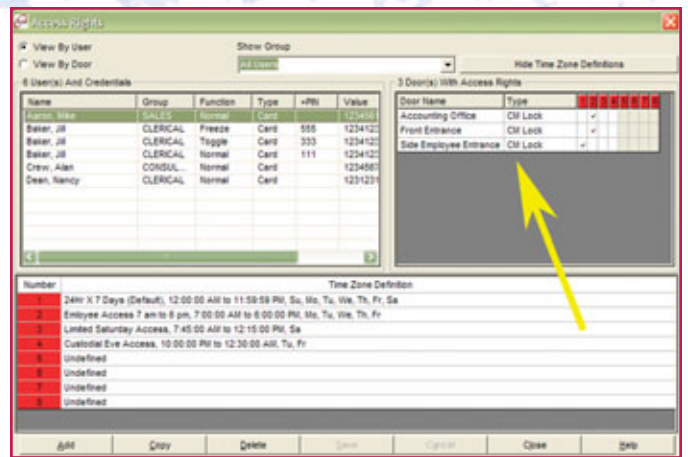 Access Rights
View By User
Show Group
View By Door
All Users
Hide Time Zone Definitions
6 User(s) And Credentials
3 Door(s) With Access Rights
Name Group Function Type +PIN Value
Aaron, Mike SALES Normal Card 1234561
Baker, Jill CLERICAL Freeze Card 555 1234123
Baker, Jill CLERICAL Toggle Card 333 1234123
Baker, Jill CLERICAL Normal Card 111 1234123
Crew, Alan CONSUL... Normal Card 1234567
Dean, Nancy CLERICAL Normal Card 1231231
Door Name Type 1 2 3 4 5 6 7 8
Accounting Office CM Lock
Front Entrance CM Lock
Side Employee Entrance CM Lock
Number Time Zone Definition
1 24Hr X 7 Days (Default), 12:00:00 AM to 11:59:59 PM, Su, Mo, Tu, We, Th, Fr, Sa
2 Emloyee Access 7 am to 6 pm, 7:00:00 AM to 6:00:00 PM, Mo, Tu, We, Th, Fr
3 Limited Saturday Access, 7:45:00 AM to 12:15:00 PM, Sa
4 Custodial Eve Access, 10:00:00 PM to 12:30:00 AM, Tu, Fr
5 Undefined
6 Undefined
7 Undefined
8 Undefined
Add Copy Delete Save Cancel Close Help